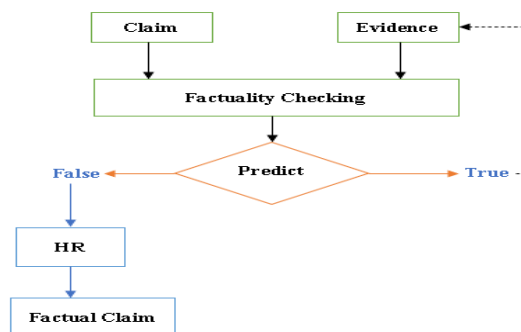 Claim
Evidence
Factuality Checking
Predict
False
True
HR
Factual Claim